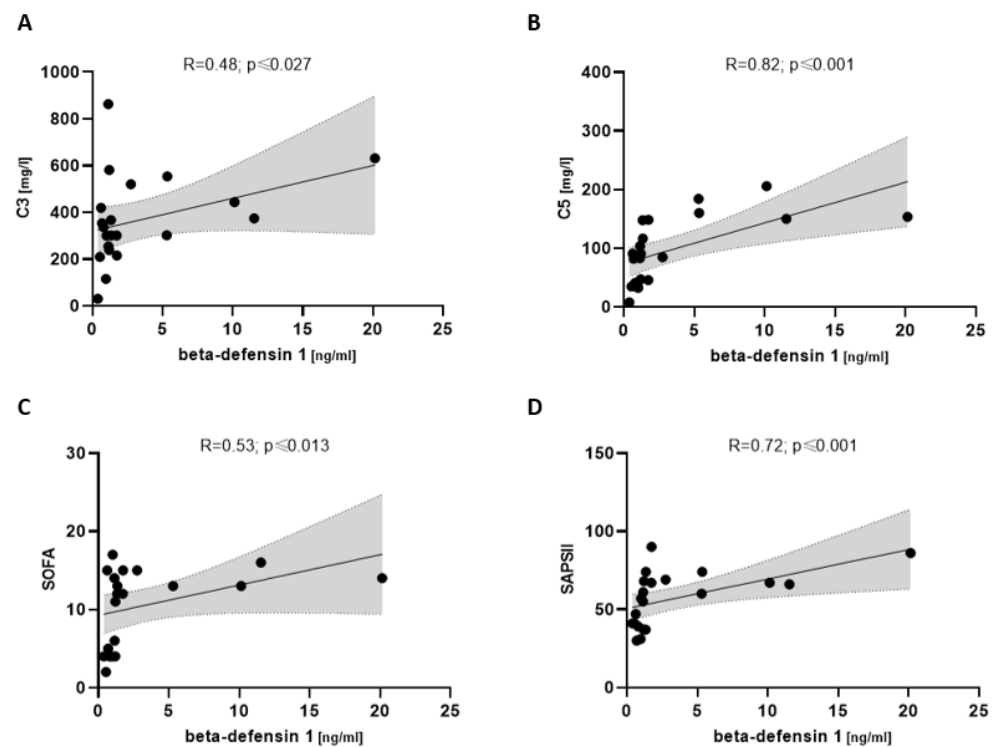 A
R=0.48; p≤0.027
1000
800
600
400
200
0
C3 [mg/l]
0 5 10 15 20 25
beta-defensin 1 [ng/ml]
B
R=0.82; p≤0.001
400
300
200
100
0
C5 [mg/l]
0 5 10 15 20 25
beta-defensin 1 [ng/ml]
C
R=0.53; p≤0.013
30
20
10
0
SOFA
0 5 10 15 20 25
beta-defensin 1 [ng/ml]
D
R=0.72; p≤0.001
150
100
50
0
SAPSII
0 5 10 15 20 25
beta-defensin 1 [ng/ml]